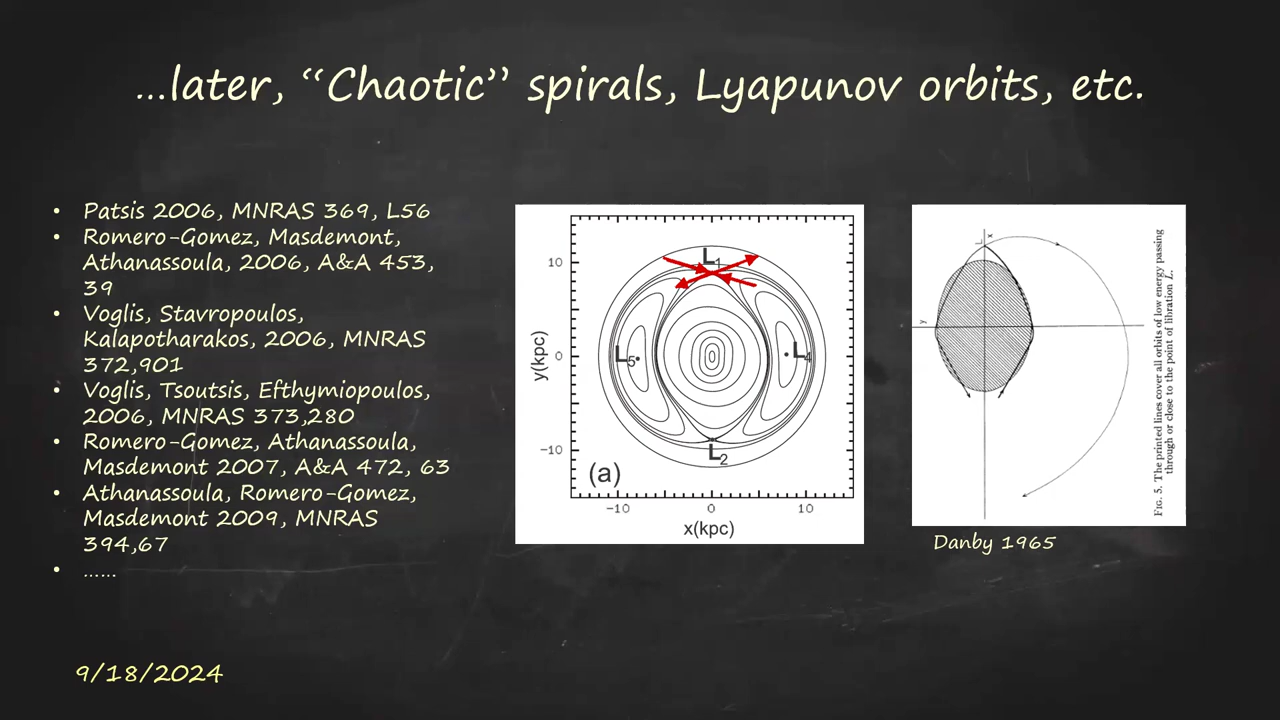 …later, “Chaotic” spirals, Lyapunov orbits, etc.
• Patsis 2006, MNRAS 369, L56
• Romero-Gomez, Masdemont,
Athanassoula, 2006, A&A 453,
39
• Voglis, Stavropoulos,
Kalapotharakos, 2006, MNRAS
372,901
• Voglis, Tsoutsis, Efthymiopoulos,
2006, MNRAS 373,280
• Romero-Gomez, Athanassoula,
Masdemont 2007, A&A 472, 63
• Athanassoula, Romero-Gomez,
Masdemont 2009, MNRAS
394,67
• ……
10
0
-10
y(kpc)
L1
L5
L4
L2
(a)
-10 0 10
x(kpc)
L
x
y
FIG. 5. The printed lines cover all orbits of low energy passing
through or close to the point of libration L.
Danby 1965
9/18/2024